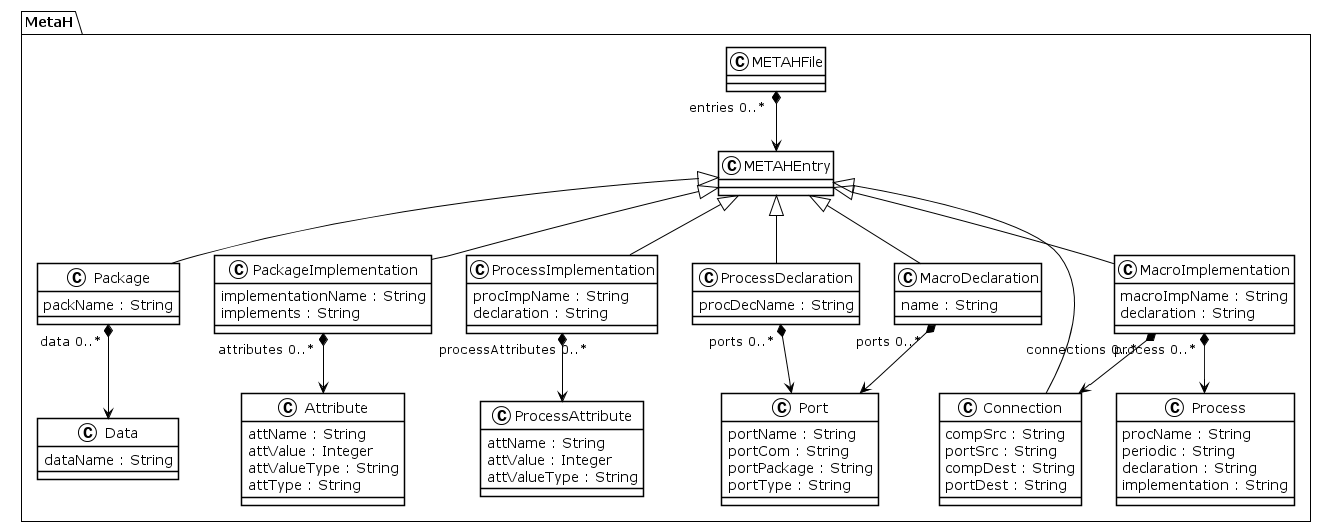 MetaH
C METAHFile
entries 0..*
C METAHEntry
C Package
packName : String
C PackageImplementation
implementationName : String
implements : String
C ProcessImplementation
procImpName : String
declaration : String
C ProcessDeclaration
procDecName : String
C MacroDeclaration
name : String
C MacroImplementation
macroImpName : String
declaration : String
data 0..*
attributes 0..*
processAttributes 0..*
ports 0..*
ports 0..*
connections 0..*
process 0..*
C Data
dataName : String
C Attribute
attName : String
attValue : Integer
attValueType : String
attType : String
C ProcessAttribute
attName : String
attValue : Integer
attValueType : String
C Port
portName : String
portCom : String
portPackage : String
portType : String
C Connection
compSrc : String
portSrc : String
compDest : String
portDest : String
C Process
procName : String
periodic : String
declaration : String
implementation : String